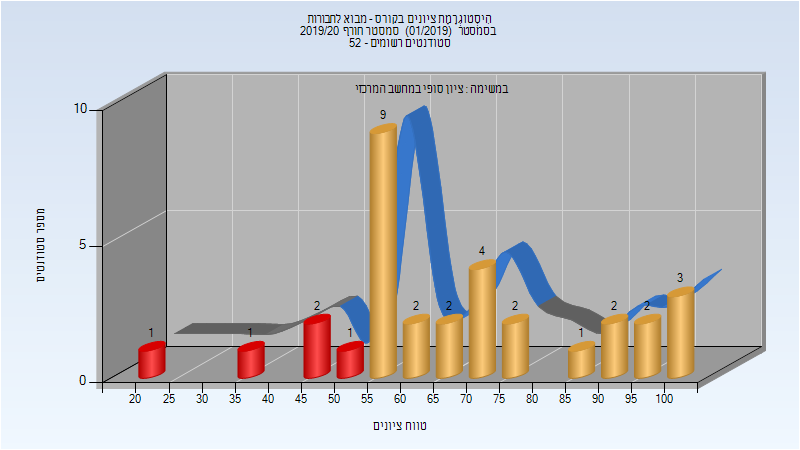 היסטוגרמת ציונים בקורס - מבוא לחבורות
בסמסטר (01/2019) סמסטר חורף 2019/20
סטודנטים רשומים - 52
במשימה : ציון סופי במחשב המרכזי
מספר סטודנטים
10
5
0
1 1 2 1 9 2 2 4 2 1 2 2 3
20 25 30 35 40 45 50 55 60 65 70 75 80 85 90 95 100
טווח ציונים